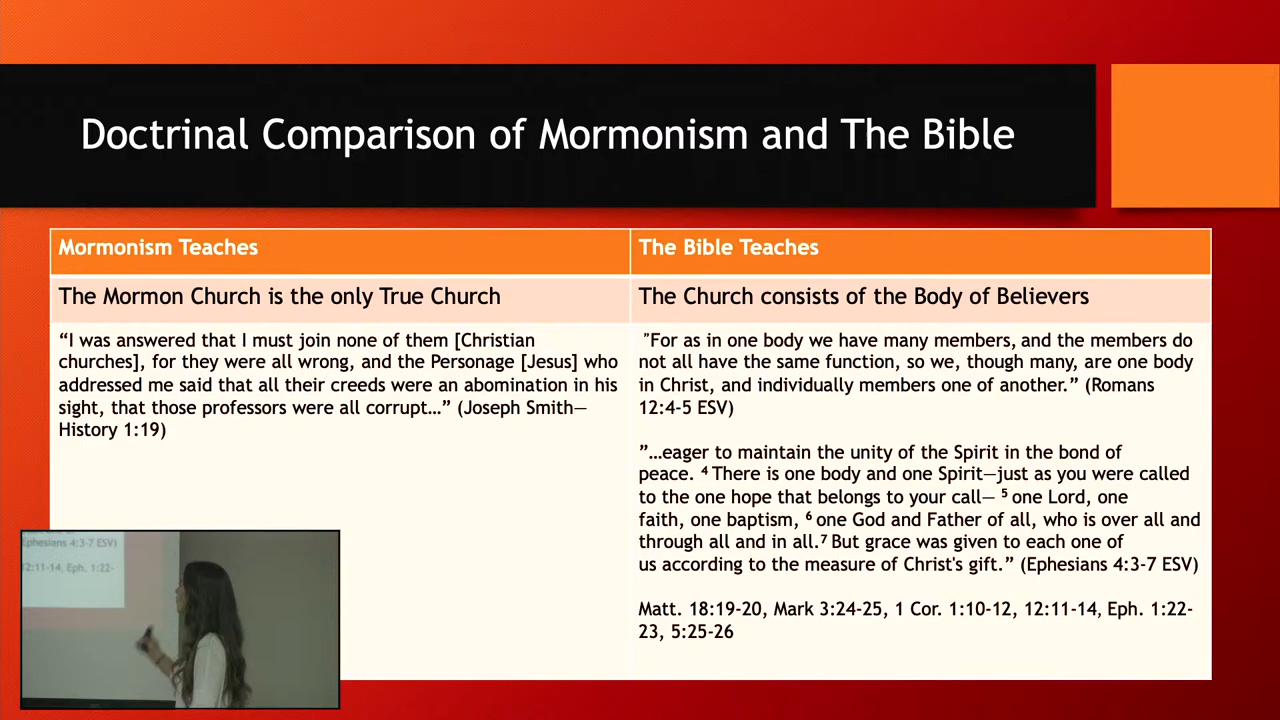 Doctrinal Comparison of Mormonism and The Bible
Mormonism Teaches
The Bible Teaches
The Mormon Church is the only True Church
The Church consists of the Body of Believers
“I was answered that I must join none of them [Christian
churches], for they were all wrong, and the Personage [Jesus] who
addressed me said that all their creeds were an abomination in his
sight, that those professors were all corrupt…” (Joseph Smith—
History 1:19)
"For as in one body we have many members, and the members do
not all have the same function, so we, though many, are one body
in Christ, and individually members one of another.” (Romans
12:4-5 ESV)
”…eager to maintain the unity of the Spirit in the bond of
peace. ⁴ There is one body and one Spirit—just as you were called
to the one hope that belongs to your call— ⁵ one Lord, one
faith, one baptism, ⁶ one God and Father of all, who is over all and
through all and in all.⁷ But grace was given to each one of
us according to the measure of Christ's gift.” (Ephesians 4:3-7 ESV)
Matt. 18:19-20, Mark 3:24-25, 1 Cor. 1:10-12, 12:11-14, Eph. 1:22-
23, 5:25-26
Ephesians 4:3-7 ESV)
12:11-14, Eph. 1:22-